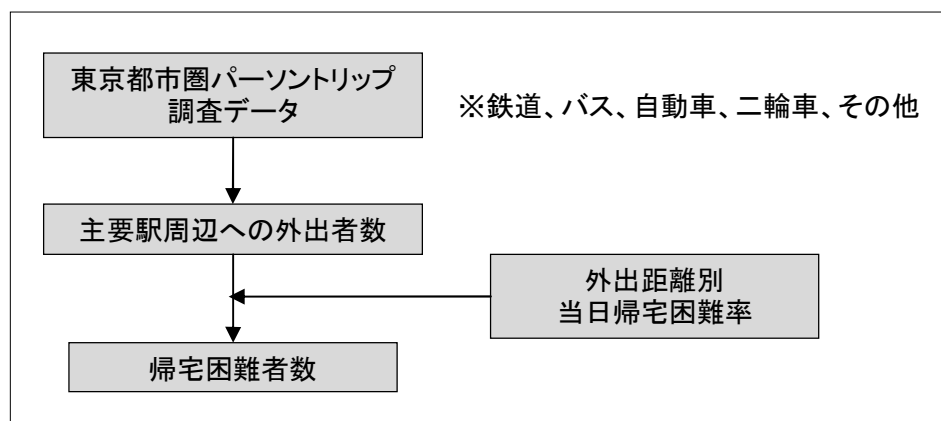 東京都市圏パーソントリップ
調査データ
※鉄道、バス、自動車、二輪車、その他
主要駅周辺への外出者数
外出距離別
当日帰宅困難率
帰宅困難者数